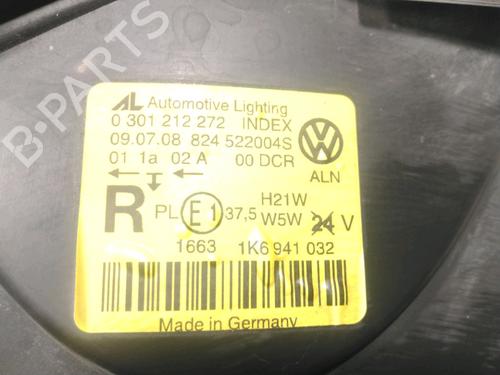 B-PARTS
AL Automotive Lighting
0 301 212 272 INDEX
09.07.08 824 522004S
01 1a 02 A 00 DCR
ALN
R PL E1 37,5 H21W
W5W 24 V
1663 1K6 941 032
Made in Germany